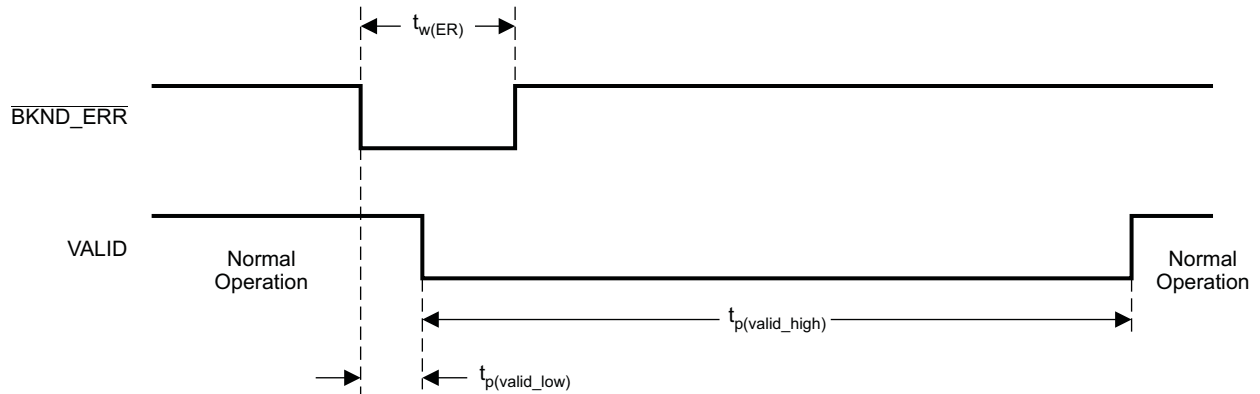 tw(ER)
BKND_ERR
VALID
Normal
Operation
Normal
Operation
tp(valid_high)
tp(valid_low)